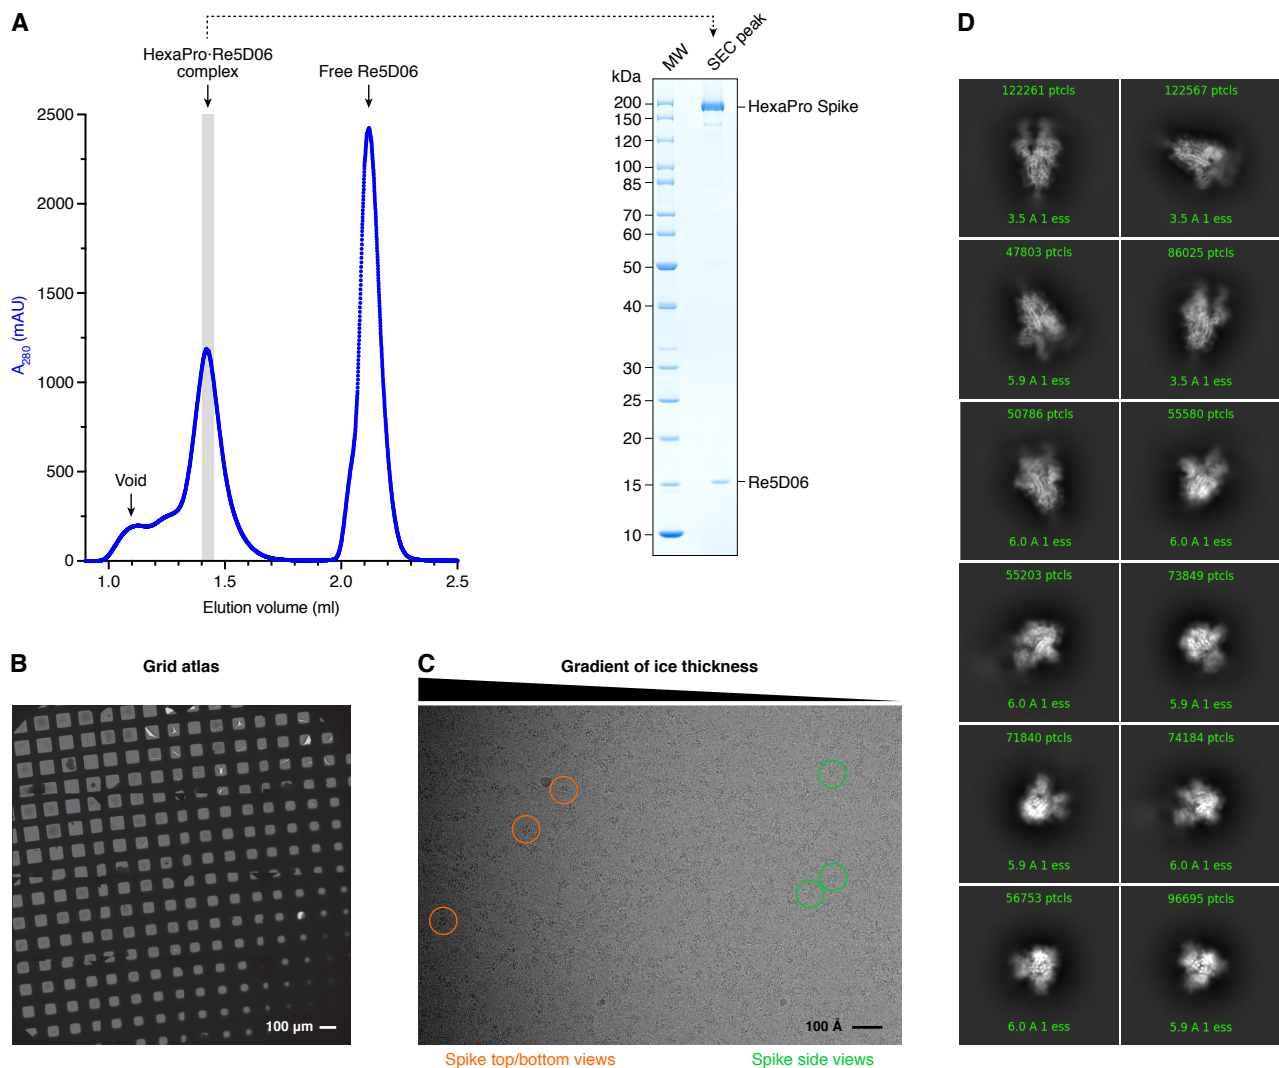 A
HexaPro·Re5D06
complex
Free Re5D06
Void
2500
2000
1500
1000
500
0
A280 (mAU)
1.0
1.5
2.0
2.5
Elution volume (ml)
MW
SEC peak
kDa
200
150
120
100
85
70
60
50
40
30
25
20
15
10
HexaPro Spike
Re5D06
B
Grid atlas
100 µm
C
Gradient of ice thickness
100 Å
Spike top/bottom views
Spike side views
D
122261 ptcls
3.5 A 1 ess
122567 ptcls
3.5 A 1 ess
47803 ptcls
5.9 A 1 ess
86025 ptcls
3.5 A 1 ess
50786 ptcls
6.0 A 1 ess
55580 ptcls
6.0 A 1 ess
55203 ptcls
6.0 A 1 ess
73849 ptcls
5.9 A 1 ess
71840 ptcls
5.9 A 1 ess
74184 ptcls
6.0 A 1 ess
56753 ptcls
6.0 A 1 ess
96695 ptcls
5.9 A 1 ess